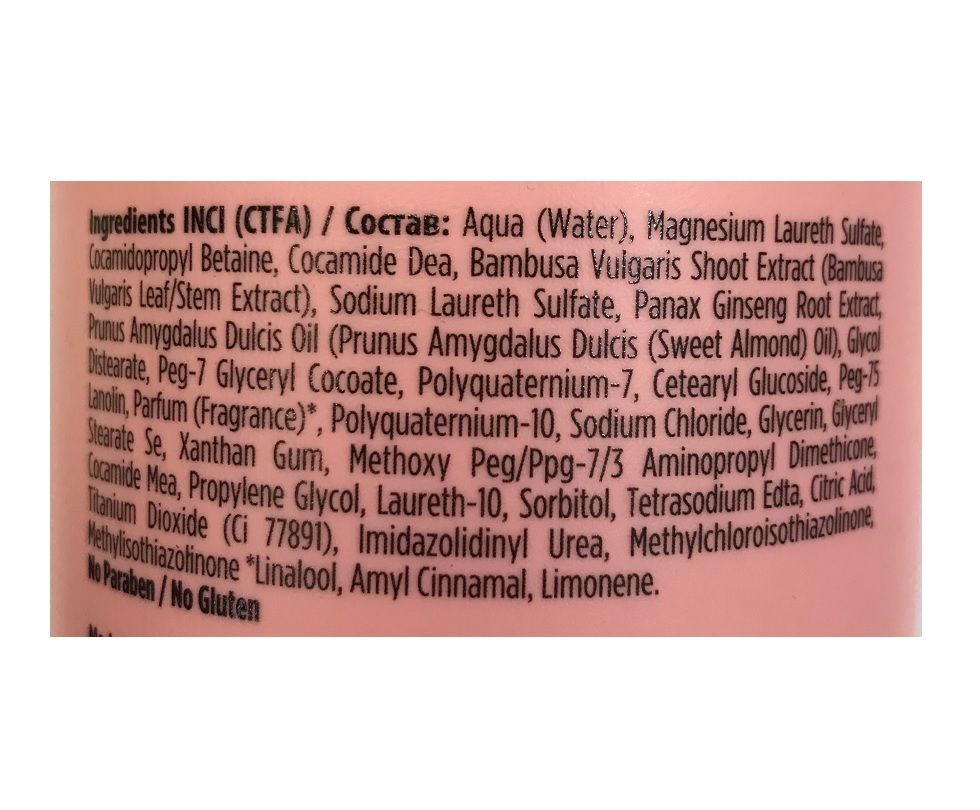 Ingredients INCI (CTFA) / Состав: Aqua (Water), Magnesium Laureth Sulfate,
Cocamidopropyl Betaine, Cocamide Dea, Bambusa Vulgaris Shoot Extract (Bambusa
Vulgaris Leaf/Stem Extract), Sodium Laureth Sulfate, Panax Ginseng Root Extract,
Prunus Amygdalus Dulcis Oil (Prunus Amygdalus Dulcis (Sweet Almond) Oil), Glycol
Distearate, Peg-7 Glyceryl Cocoate, Polyquaternium-7, Cetearyl Glucoside, Peg-75
Lanolin, Parfum (Fragrance)*, Polyquaternium-10, Sodium Chloride, Glycerin, Glyceryl
Stearate Se, Xanthan Gum, Methoxy Peg/Ppg-7/3 Aminopropyl Dimethicone,
Cocamide Mea, Propylene Glycol, Laureth-10, Sorbitol, Tetrasodium Edta, Citric Acid,
Titanium Dioxide (Ci 77891), Imidazolidinyl Urea, Methylchloroisothiazolinone,
Methylisothiazolinone *Linalool, Amyl Cinnamal, Limonene.
No Paraben / No Gluten